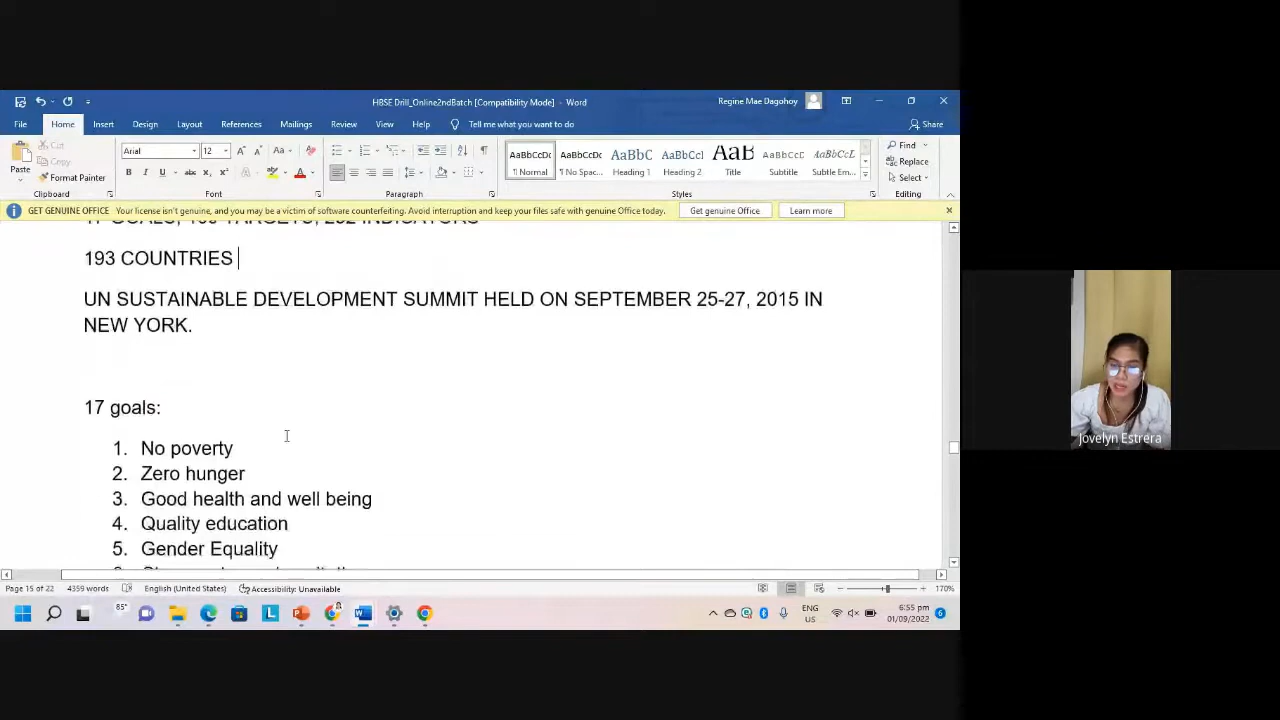 HBSE Drill_Online2ndBatch [Compatibility Mode] - Word
Regine Mae Dagohoy
File Home Insert Design Layout References Mailings Review View Help Tell me what you want to do Share
Cut
Copy
Format Painter
Paste
Clipboard
Arial 12
Font
Paragraph
AaBbCcDc AaBbCcDc AaBbC AaBbCcl AaB AaBbCcD AaBbCcL
¶ Normal ¶ No Spac... Heading 1 Heading 2 Title Subtitle Subtle Em...
Styles
Find
Replace
Select
Editing
GET GENUINE OFFICE Your license isn't genuine, and you may be a victim of software counterfeiting. Avoid interruption and keep your files safe with genuine Office today. Get genuine Office Learn more
193 COUNTRIES
UN SUSTAINABLE DEVELOPMENT SUMMIT HELD ON SEPTEMBER 25-27, 2015 IN
NEW YORK.
17 goals:
1. No poverty
2. Zero hunger
3. Good health and well being
4. Quality education
5. Gender Equality
Jovelyn Estrera
Page 15 of 22 4359 words English (United States) Accessibility: Unavailable 170%
85°
ENG
US
6:55 pm
01/09/2022
6